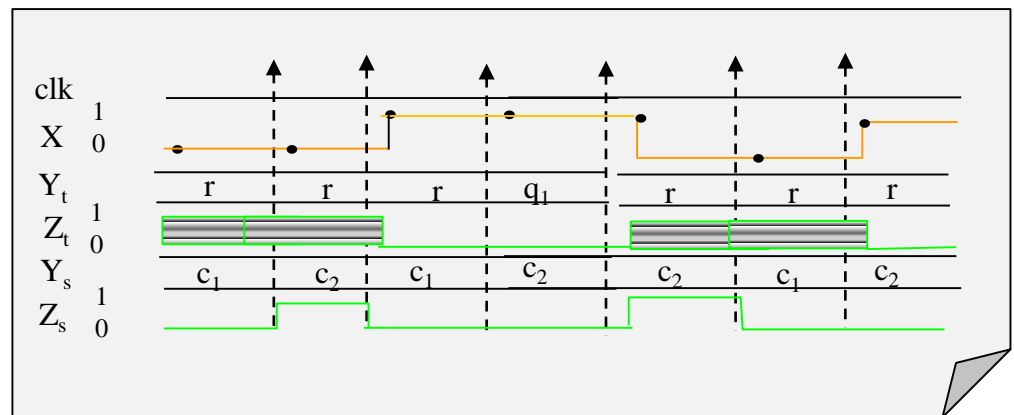 clk
1
X 0
Yₜ r r r q₁ r r r
1
Zₜ 0
Yₛ c₁ c₂ c₁ c₂ c₂ c₁ c₂
1
Zₛ 0